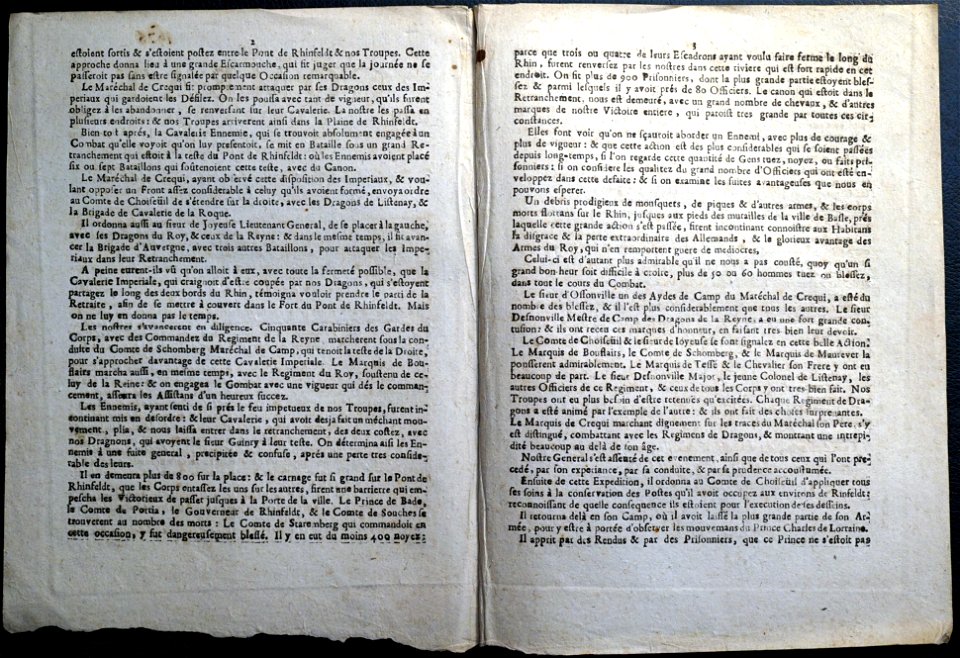 2
estoient sortis & s'estoient postez entre le Pont de Rhinfeldt & nos Troupes. Cette
approche donna lieu à une grande Escarmouche, qui fit juger que la journée ne se
passeroit pas sans estre signalée par quelque Occasion remarquable.
Le Maréchal de Crequi fit promptement attaquer par ses Dragons ceux des Im-
periaux qui gardoient les Défilez. On les poussa avec tant de vigueur, qu'ils furent
obligez à les abandonner, se renversant sur leur Cavalerie. La nostre les passa en
plusieurs endroits: & nos Troupes arriverent ainsi dans la Plaine de Rhinfeldt.
Bien tost aprés, la Cavalerie Ennemie, qui se trouvoit absolument engagée à un
Combat qu'elle voyoit qu'on luy presentoit, se mit en Bataille sous un grand Re-
tranchement qui estoit à la teste du Pont de Rhinfeldt: où les Ennemis avoient placé
six ou sept Bataillons qui soûtenoient cette teste, avec du Canon.
Le Maréchal de Crequi, ayant observé cette disposition des Imperiaux, & vou-
lant opposer un Front assez considerable à celuy qu'ils avoient formé, envoya ordre
au Comte de Choiseüil de s'étendre sur la droite, avec les Dragons de Listenay, &
la Brigade de Cavalerie de la Roque.
Il ordonna aussi au sieur de Joyeuse Lieutenant General, de se placer à la gauche,
avec ses Dragons du Roy, & ceux de la Reyne: & dans le mesme temps, il fit avan-
cer la Brigade d'Auvergne, avec trois autres Bataillons, pour attaquer les Impe-
riaux dans leur Retranchement.
A peine eurent-ils vû qu'on alloit à eux, avec toute la fermeté possible, que la
Cavalerie Imperiale, qui craignoit d'estre coupée par nos Dragons, qui s'estoyent
partagez le long des deux bords du Rhin, témoigna vouloir prendre le parti de la
Retraite, afin de se mettre à couvert dans le Fort du Pont de Rhinfeldt. Mais
on ne luy en donna pas le temps.
Les nostres s'avancerent en diligence. Cinquante Carabiniers des Gardes du
Corps, avec des Commandez du Regiment de la Reyne, marcherent sous la con-
duite du Comte de Schomberg Maréchal de Camp, qui tenoit la teste de la Droite,
pour s'approcher davantage de cette Cavalerie Imperiale. Le Marquis de Bou-
flairs marcha aussi, en mesme temps, avec le Regiment du Roy, soustenu de ce-
luy de la Reine: & on engagea le Combat avec une vigueur qui dés le commen-
cement, asseura les Assistans d'un heureux succez.
Les Ennemis, ayant senti de si prés le feu impetueux de nos Troupes, furent in-
continant mis en desordre: & leur Cavalerie, qui avoit desja fait un méchant mou-
vement, plia, & nous laissa entrer dans le retranchement, des deux costez, avec
nos Dragnons, qui avoyent le sieur Guincy à leur teste. On détermina aïsi les En-
nemis à une fuite general, precipitée & confuse, apres une perte tres conside-
rable des leurs.
Il en demeura plus de 800 sur la place: & le carnage fut si grand sur le Pont de
Rhinfeldt, que les Corps entassez les uns sur les autres, firent une barriere qui em-
pescha les Victorieux de passer jusques à la Porte de la ville. Le Prince de Bade,
le Comte de Portia, le Gouverneur de Rhinfeldt, & le Comte de Souches se
trouverent au nombre des morts: Le Comte de Staremberg qui commandoit en
cette occasion, y fut dangereusement blessé. Il y en eut du moins 400 noyez:
3
parce que trois ou quatre de leurs Escadrons ayant voulu faire ferme le long du
Rhin, furent renversez par les nostres dans cette riviere qui est fort rapide en cet
endroit. On fit plus de 900 Prisonniers, dont la plus grande partie estoyent bles-
sez & parmi lesquels il y avoit prés de 80 Officiers. Le canon qui estoit dans le
Retranchement, nous est demeuré, avec un grand nombre de chevaux, & d'autres
marques de nostre Victoire entiere, qui paroist tres grande par toutes ces cir-
constances.
Elles font voir qu'on ne sçautoit aborder un Ennemi, avec plus de courage &
plus de vigueur: & que cette action est des plus considerables qui se soient passées
depuis long-temps, si l'on regarde cette quantité de Gens tuez, noyez, ou faits pri-
sonniers: si on considere les qualitez du grand nombre d'Officiers qui ont esté en-
veloppez dans cette defaite: & si on examine les suites avantageuses que nous en
pouvons esperer.
Un debris prodigieux de monsquets, de piques & d'autres armes, & les corps
morts flottans sur le Rhin, jusques aux pieds des murailles de la ville de Basle, prés
laquelle cette grande action s'est passée, firent incontinant connoistre aux Habitans
la disgrace & la perte extraordinaire des Allemands, & le glorieux avantage des
Armes du Roy, qui n'en remportent guere de mediocres.
Celui-ci est d'autant plus admirable qu'il ne nous a pas cousté, quoy qu'un si
grand bon-heur soit difficile à croire, plus de 50 ou 60 hommes tuez ou blessez,
dans tout le cours du Combat.
Le sieur d'Ossonville un des Aydes de Camp du Maréchal de Crequi, a esté du
nombre des blessez, & il l'est plus considerablement que tous les autres. Le sieur
Desnonville Mestre de Camp des Dragons de la Reyne, a eu une fort grande con-
tusion: & ils ont receu ces marques d'honneur, en faisant tres bien leur devoir.
Le Comte de Choiseüil & le sieur de Joyeuse se sont signalez en cette belle Action.
Le Marquis de Bouflairs, le Comte de Schomberg, & le Marquis de Maurevet la
pousserent admirablement. Le Marquis de Tessé & le Chevalier son Frere y ont eu
beaucoup de part. Le sieur Desnonville Major, le jeune Colonel de Listenay, les
autres Officiers de ce Regiment, & ceux de tous les Corps y ont tres-bien fait. Nos
Troupes ont eu plus besoin d'estre retenues qu'excitées. Chaque Regiment de Dra-
gons a esté animé par l'exemple de l'autre: & ils ont fait des choses surprenantes.
Le Marquis de Crequi marchant dignement sur les traces du Maréchal son Pere, s'y
est distingué, combattant avec les Regimens de Dragons, & montrant une intrepi-
dité beaucoup au delà de son âge.
Nostre General s'est asseuré de cet evenement, ainsi que de tous ceux qui l'ont pre-
cedé, par son experience, par sa conduite, & par sa prudence accoustumée.
Ensuite de cette Expedition, il ordonna au Comte de Choiseüil d'appliquer tous
ses soins à la conservation des Postes qu'il avoit occupez aux environs de Rinfeldt:
reconnoissant de quelle consequence ils estoient pour l'execution de ses desseins.
Il retourna delà en son Camp, où il avoit laissé la plus grande partie de son Ar-
mée, pour y estre à portée d'observer les mouvemans du Prince Charles de Lorraine.
Il apprit par des Rendus & par des Prisonniers, que ce Prince ne s'estoit pas